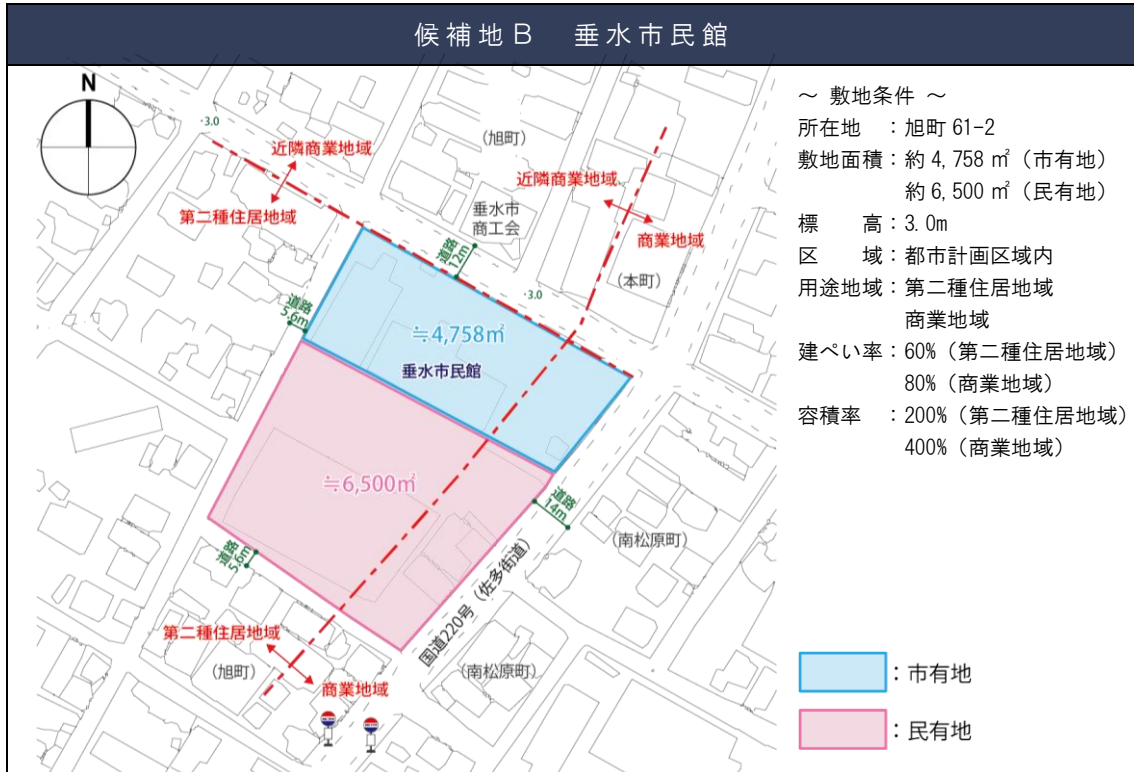 候補地B 垂水市民館
N
・3.0
近隣商業地域
第二種住居地域
(旭町)
垂水市
商工会
近隣商業地域
商業地域
(本町)
道路
12m
・3.0
道路
5.6m
≒4,758㎡
垂水市民館
≒6,500㎡
道路
14m
(南松原町)
道路
5.6m
国道220号(佐多街道)
第二種住居地域
(旭町)
商業地域
(南松原町)
～ 敷地条件 ～
所在地 :旭町 61-2
敷地面積:約 4,758 ㎡(市有地)
約 6,500 ㎡(民有地)
標 高:3.0m
区 域:都市計画区域内
用途地域:第二種住居地域
商業地域
建ぺい率:60%(第二種住居地域)
80%(商業地域)
容積率 :200%(第二種住居地域)
400%(商業地域)
:市有地
:民有地